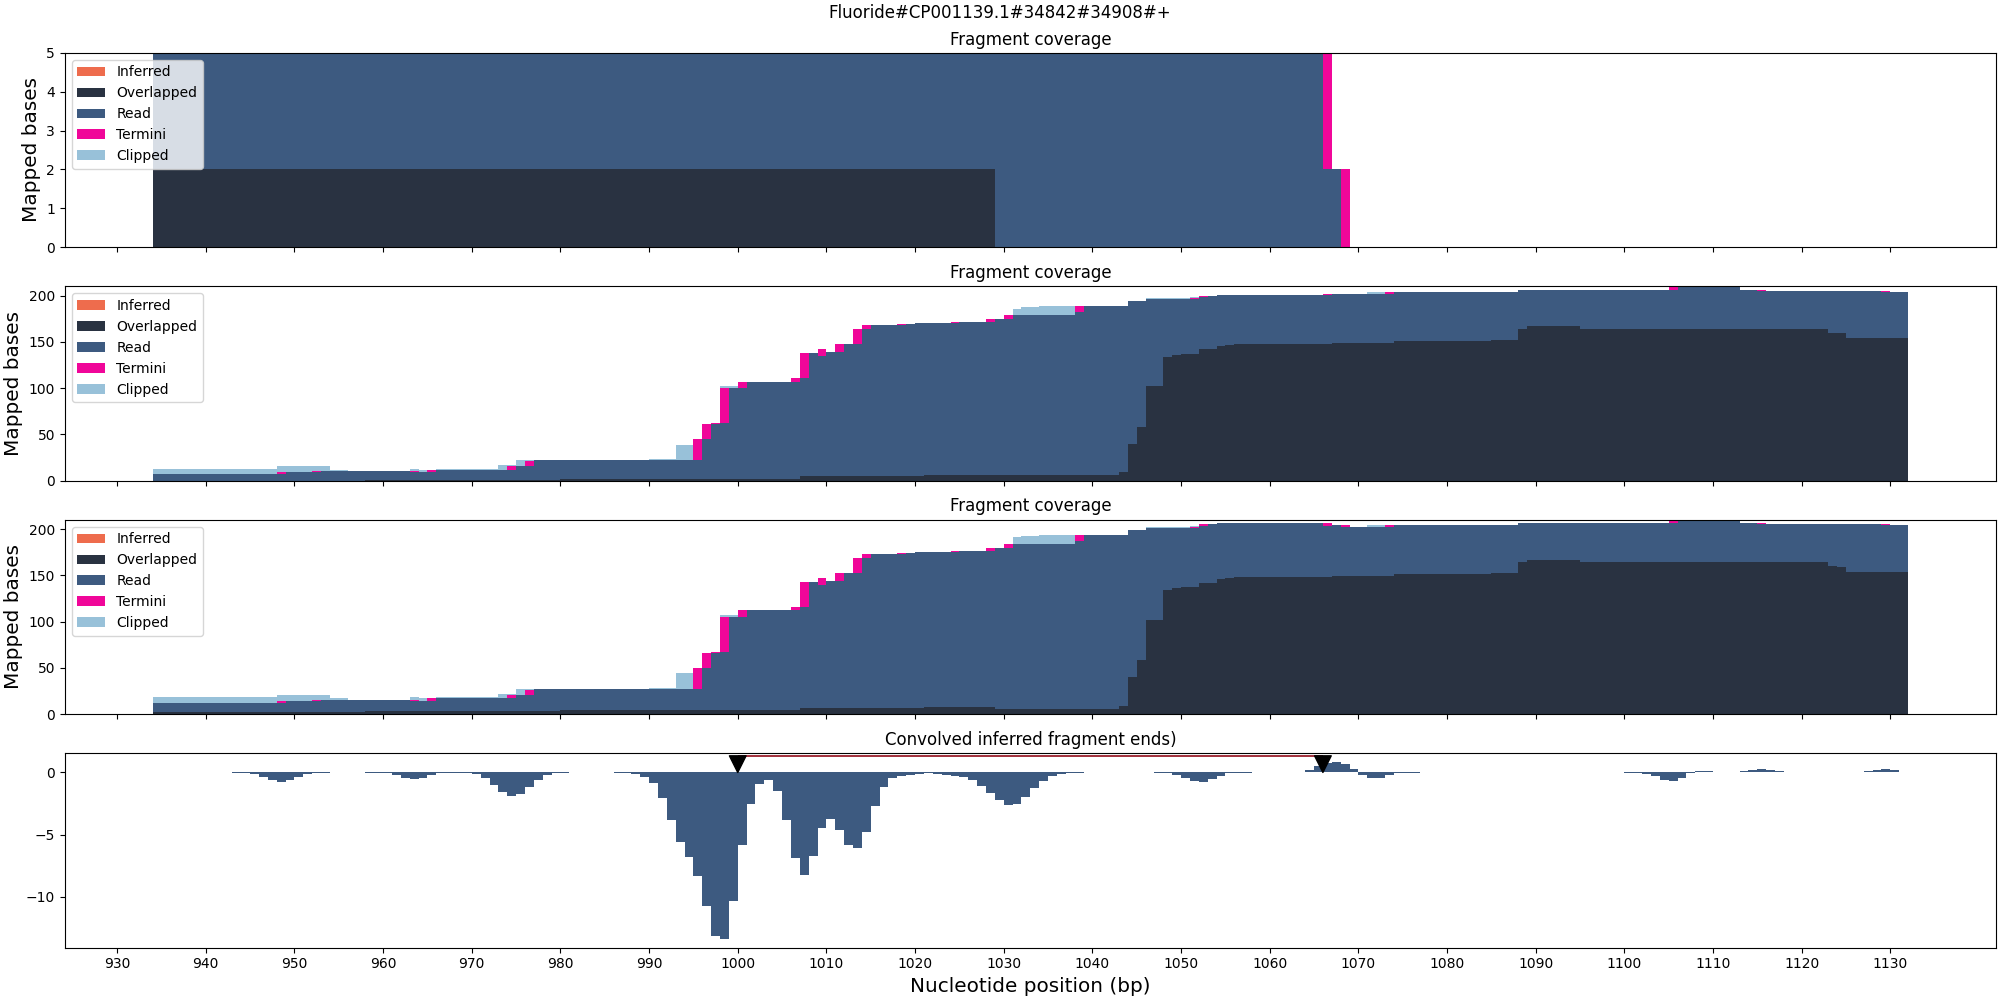 Fluoride#CP001139.1#34842#34908#+
Fragment coverage
Mapped bases
5
4
3
2
1
0
Inferred
Overlapped
Read
Termini
Clipped
Fragment coverage
Mapped bases
200
150
100
50
0
Inferred
Overlapped
Read
Termini
Clipped
Fragment coverage
Mapped bases
200
150
100
50
0
Inferred
Overlapped
Read
Termini
Clipped
Convolved inferred fragment ends)
0
−5
−10
930 940 950 960 970 980 990 1000 1010 1020 1030 1040 1050 1060 1070 1080 1090 1100 1110 1120 1130
Nucleotide position (bp)